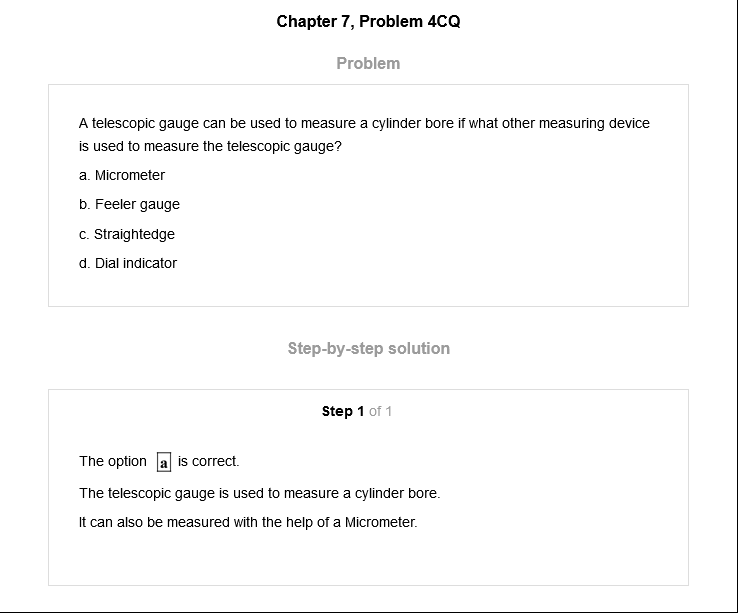 Chapter 7, Problem 4CQ
Problem
A telescopic gauge can be used to measure a cylinder bore if what other measuring device
is used to measure the telescopic gauge?
a. Micrometer
b. Feeler gauge
c. Straightedge
d. Dial indicator
Step-by-step solution
Step 1 of 1
The option a is correct.
The telescopic gauge is used to measure a cylinder bore.
It can also be measured with the help of a Micrometer.